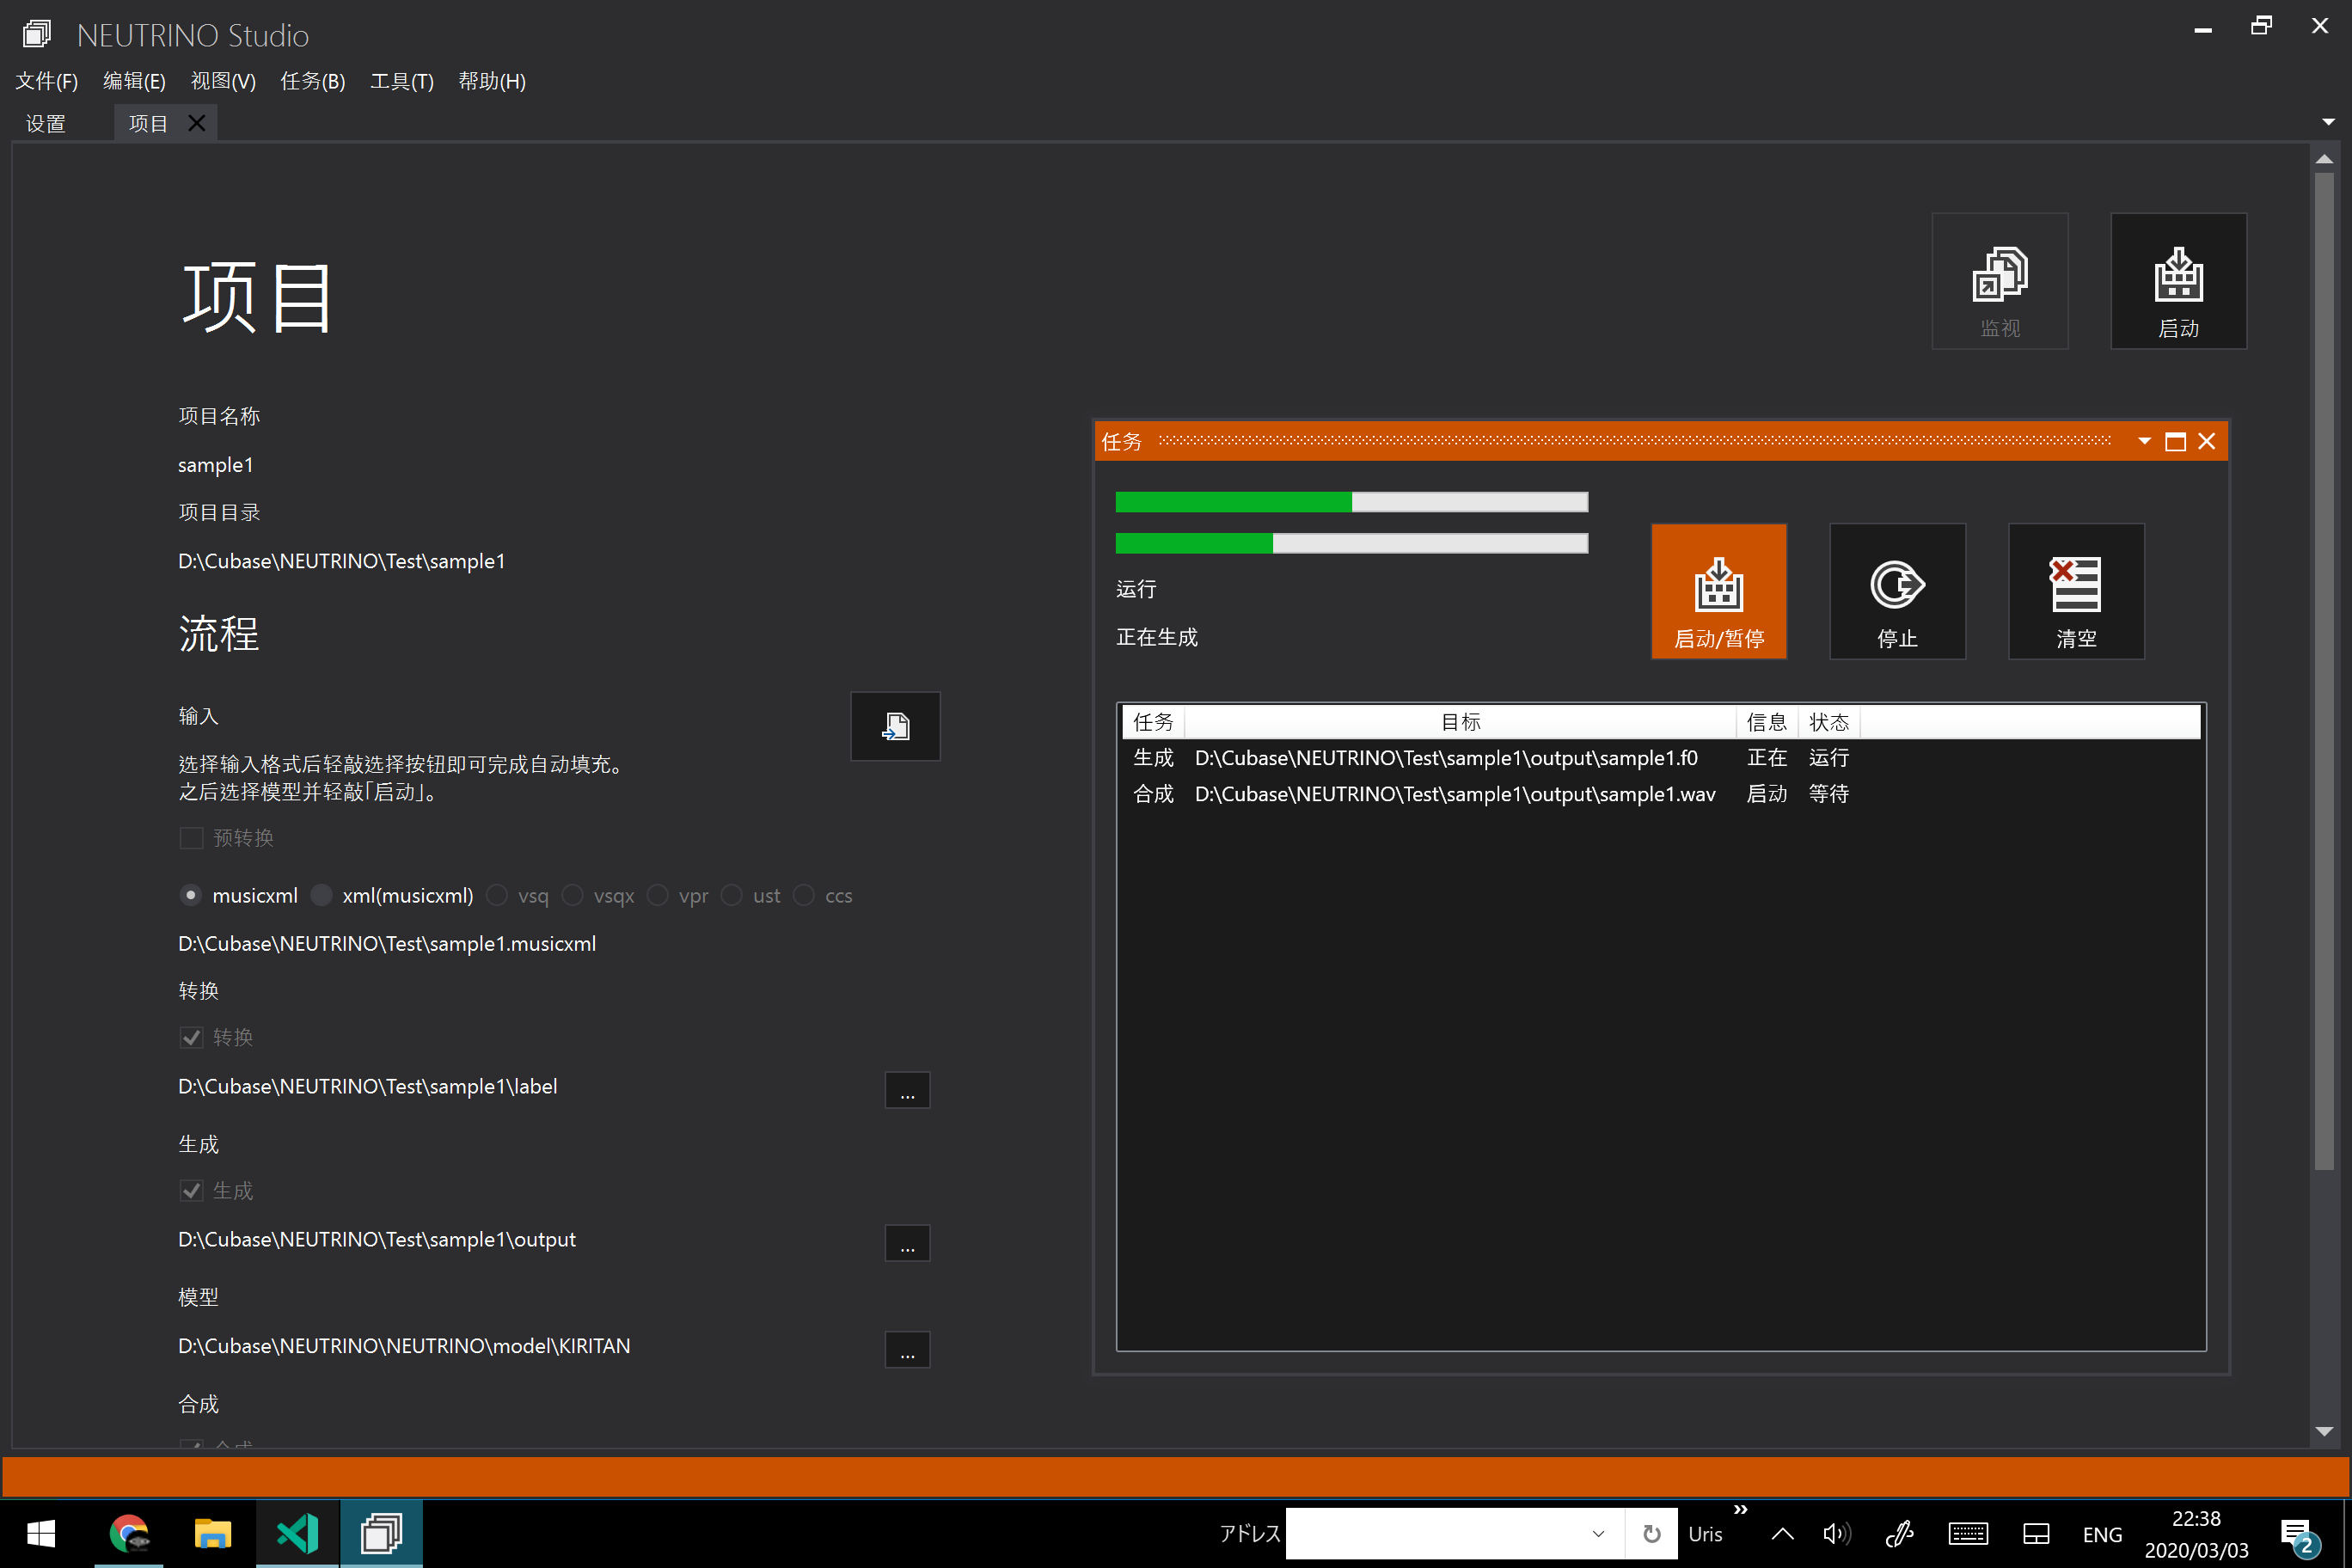 NEUTRINO Studio
文件(F) 编辑(E) 视图(V) 任务(B) 工具(T) 帮助(H)
设置 项目
项目
监视
启动
项目名称
sample1
项目目录
D:\Cubase\NEUTRINO\Test\sample1
流程
输入
选择输入格式后轻敲选择按钮即可完成自动填充。
之后选择模型并轻敲「启动」。
预转换
musicxml xml(musicxml) vsq vsqx vpr ust ccs
D:\Cubase\NEUTRINO\Test\sample1.musicxml
转换
转换
D:\Cubase\NEUTRINO\Test\sample1\label
...
生成
生成
D:\Cubase\NEUTRINO\Test\sample1\output
...
模型
D:\Cubase\NEUTRINO\NEUTRINO\model\KIRITAN
...
合成
合成
任务
运行
正在生成
启动/暂停
停止
清空
任务 目标 信息 状态
生成 D:\Cubase\NEUTRINO\Test\sample1\output\sample1.f0 正在 运行
合成 D:\Cubase\NEUTRINO\Test\sample1\output\sample1.wav 启动 等待
アドレス
Uris
ENG
22:38
2020/03/03
2